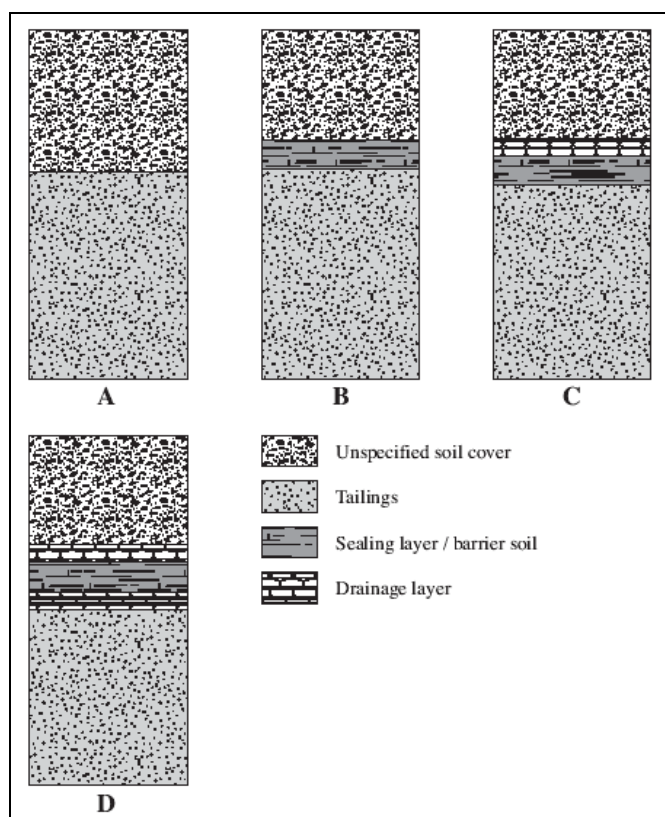 A
B
C
Unspecified soil cover
Tailings
Sealing layer / barrier soil
Drainage layer
D